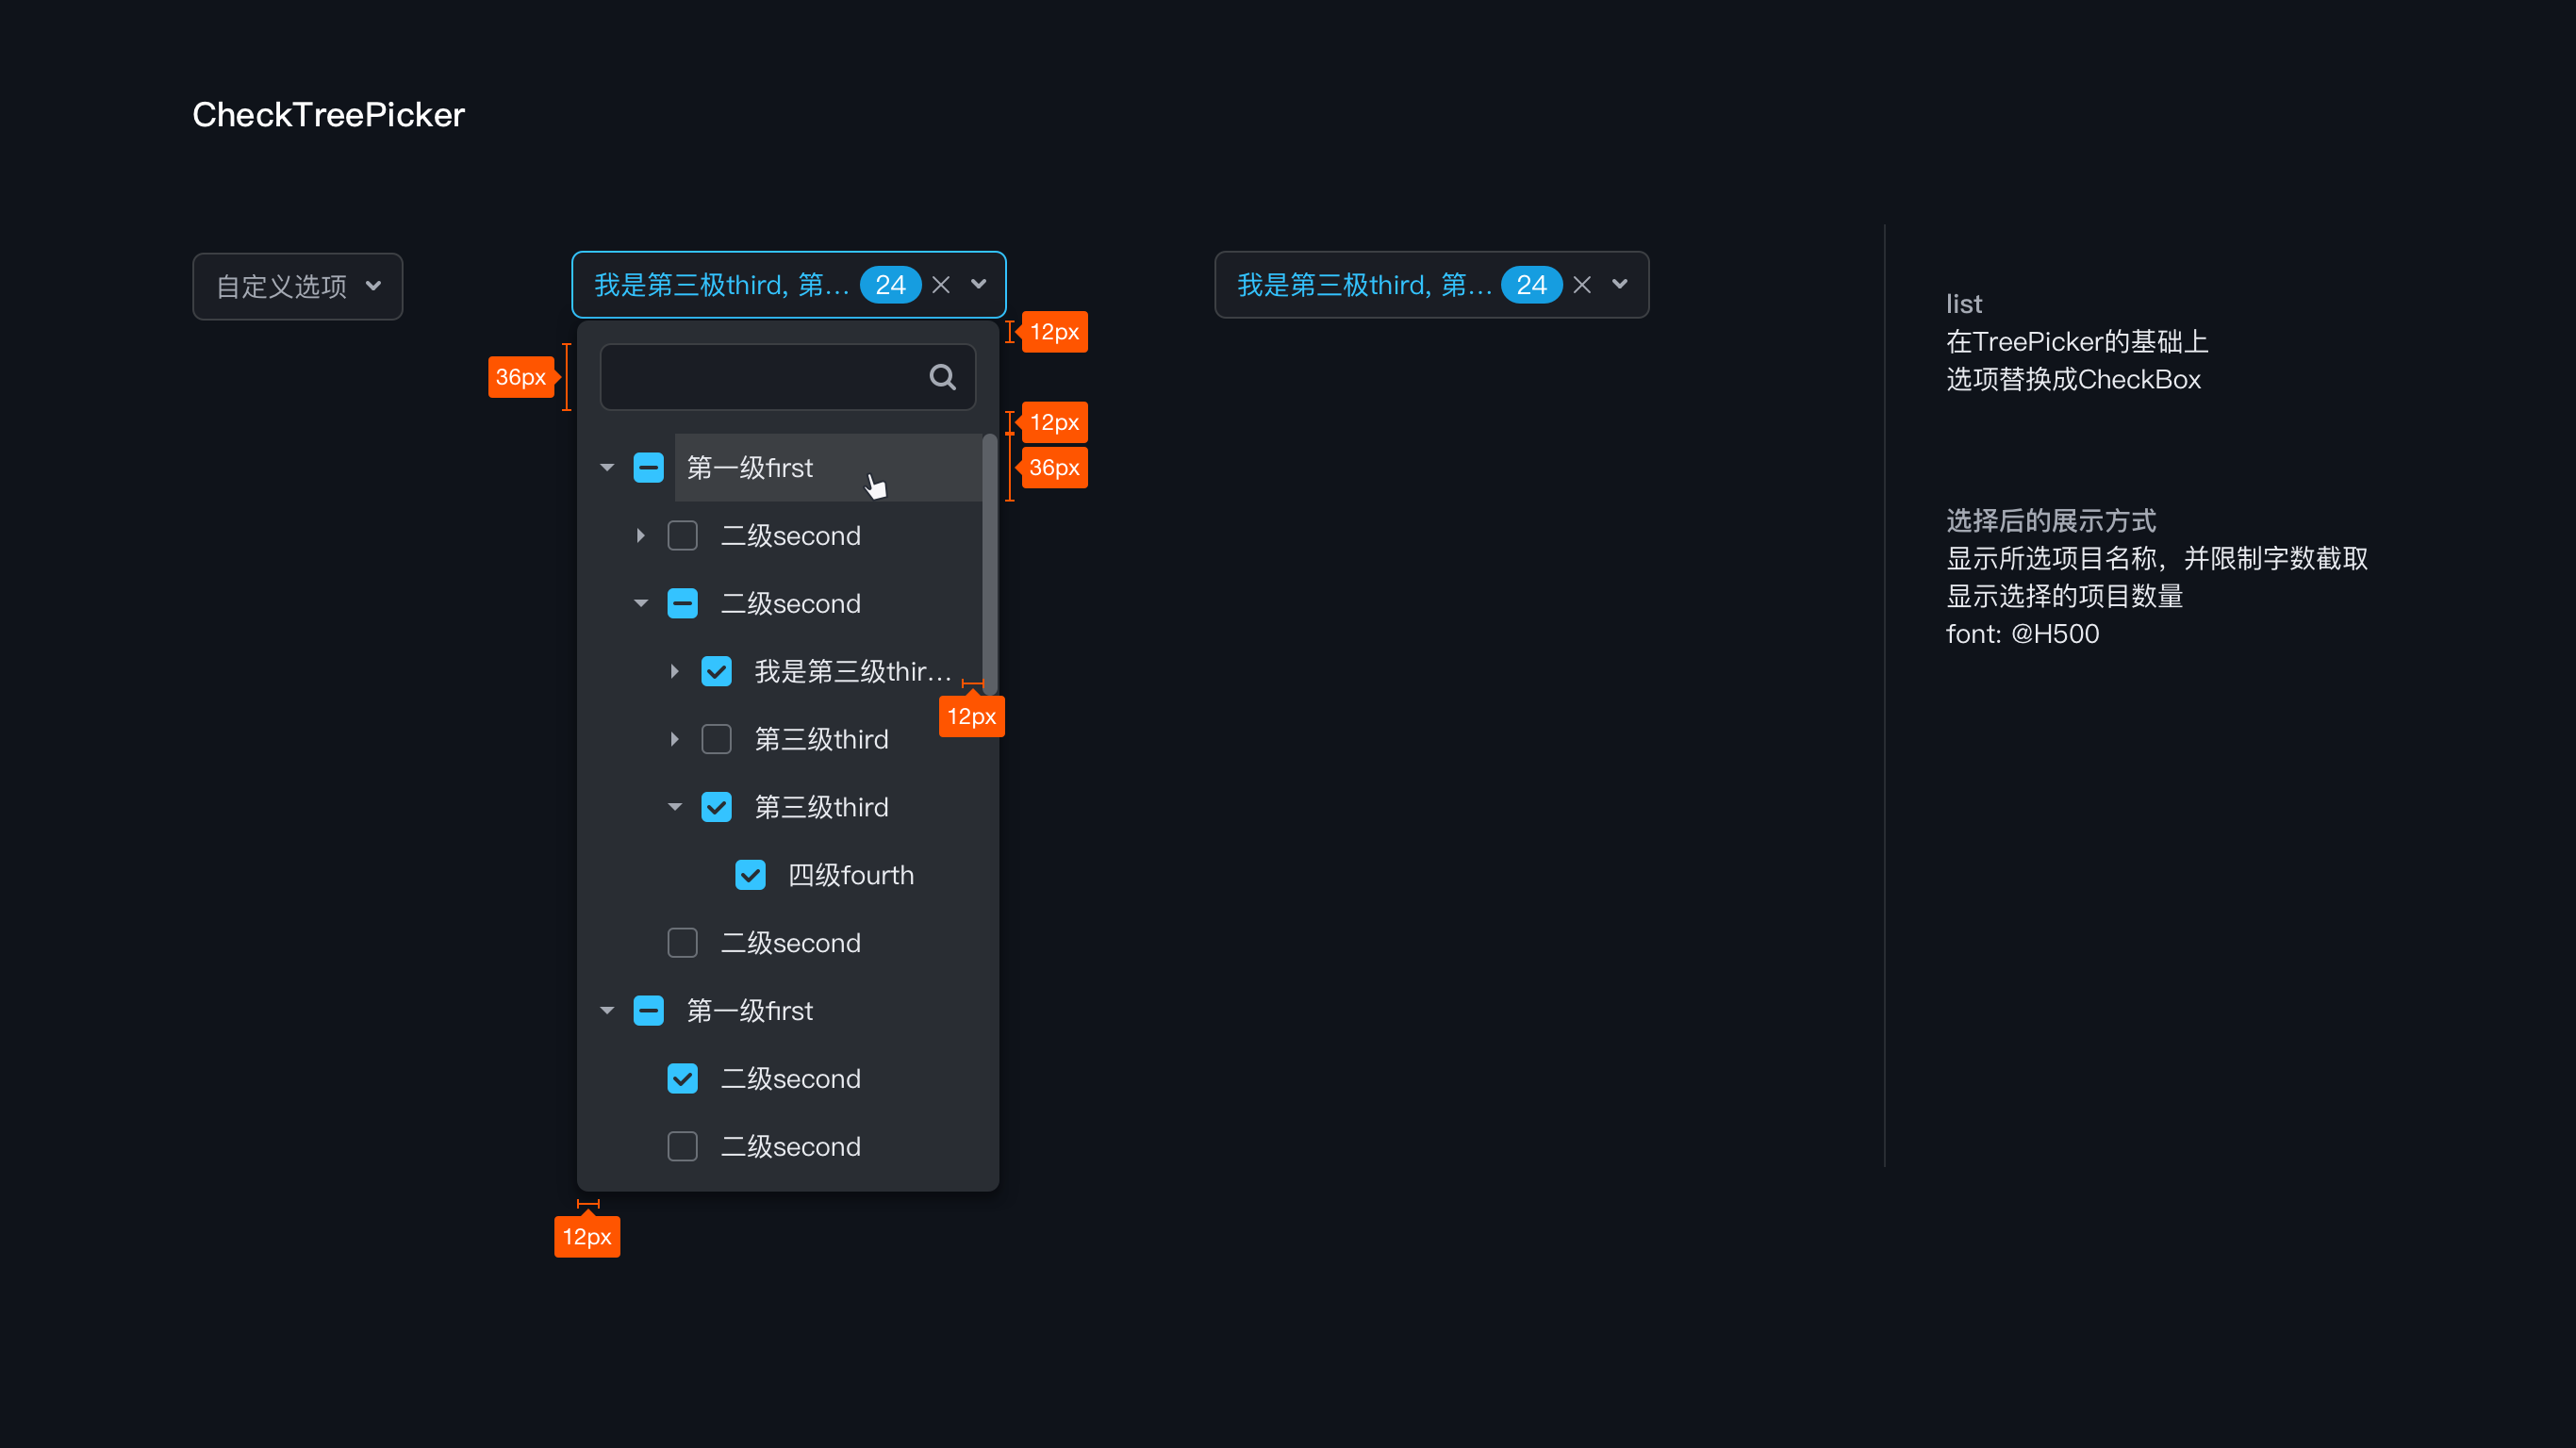 CheckTreePicker
自定义选项
我是第三极third, 第... 24
我是第三极third, 第... 24
12px
36px
12px
36px
第一级first
二级second
二级second
我是第三级thir...
12px
第三级third
第三级third
四级fourth
二级second
第一级first
二级second
二级second
12px
list
在TreePicker的基础上
选项替换成CheckBox
选择后的展示方式
显示所选项目名称，并限制字数截取
显示选择的项目数量
font: @H500